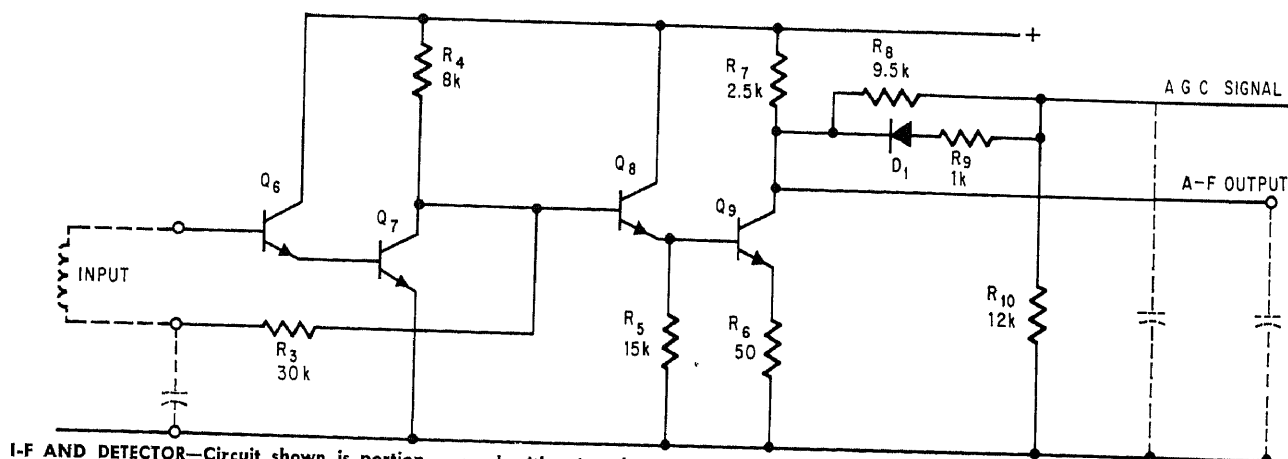 R4
8k
R7
2.5k
+
R8
9.5k
A G C SIGNAL
D1
R9
1k
Q6
Q7
Q8
Q9
A-F OUTPUT
INPUT
R3
30k
R5
15k
R6
50
R10
12k
I-F AND DETECTOR—Circuit shown is portion